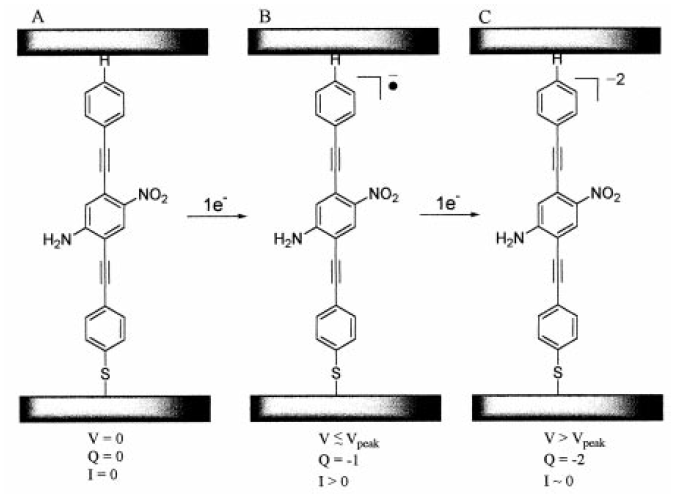 A B C
H H H
•− −2
NO₂ NO₂ NO₂
1e⁻ 1e⁻
H₂N H₂N H₂N
S S S
V = 0 V ≲ Vpeak V > Vpeak
Q = 0 Q = -1 Q = -2
I = 0 I > 0 I ~ 0